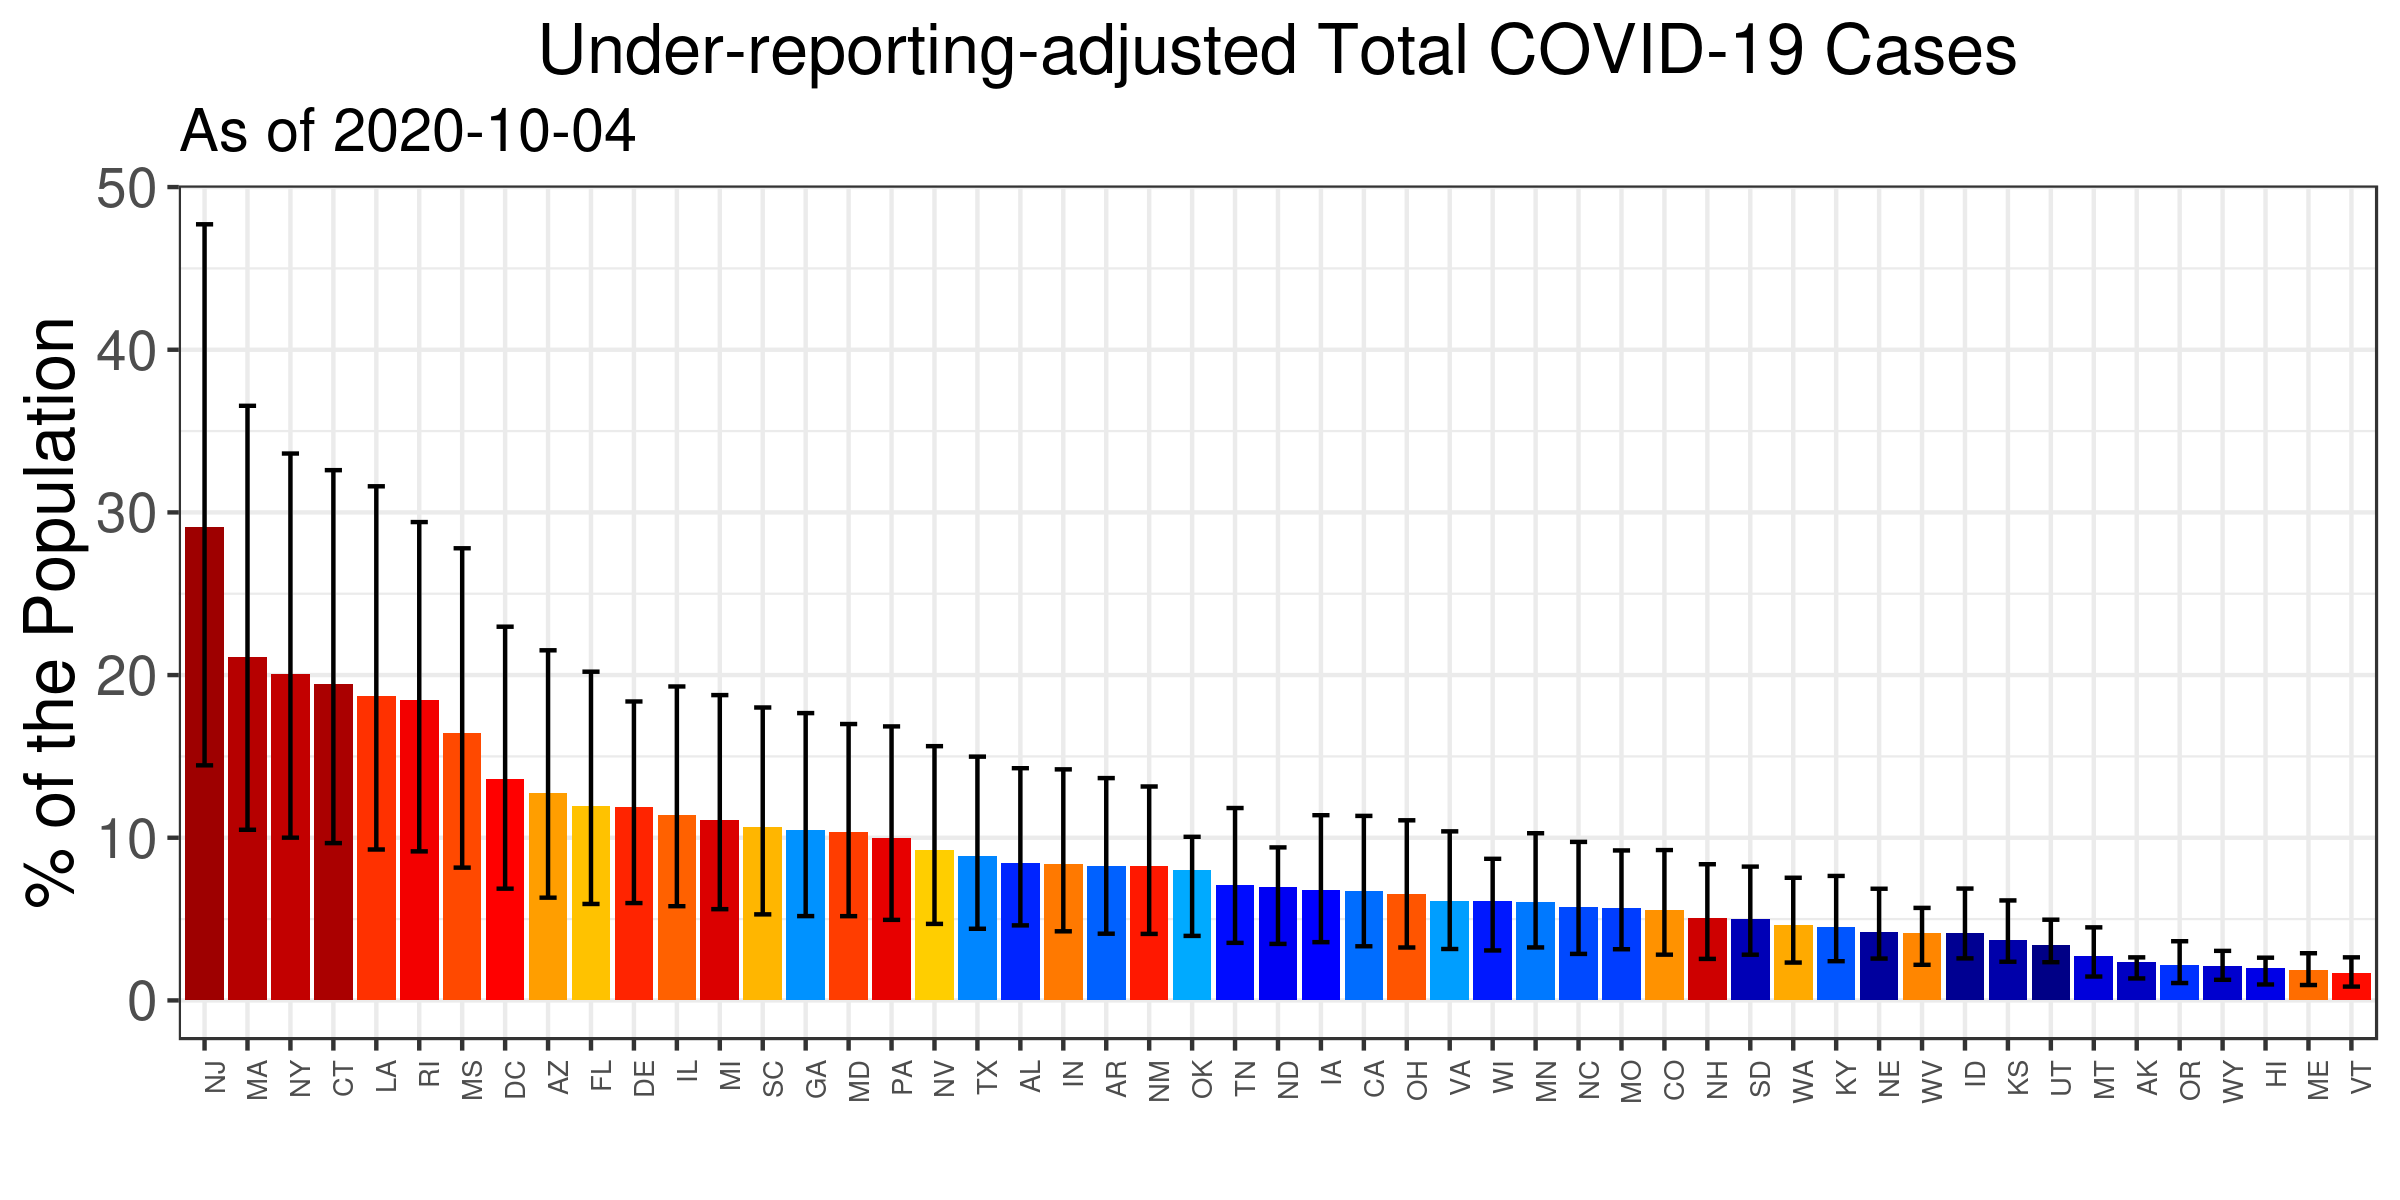 Under-reporting-adjusted Total COVID-19 Cases
As of 2020-10-04
% of the Population
50
40
30
20
10
0
NJ MA NY CT LA RI MS DC AZ FL DE IL MI SC GA MD PA NV TX AL IN AR NM OK TN ND IA CA OH VA WI MN NC MO CO NH SD WA KY NE WV ID KS UT MT AK OR WY HI ME VT